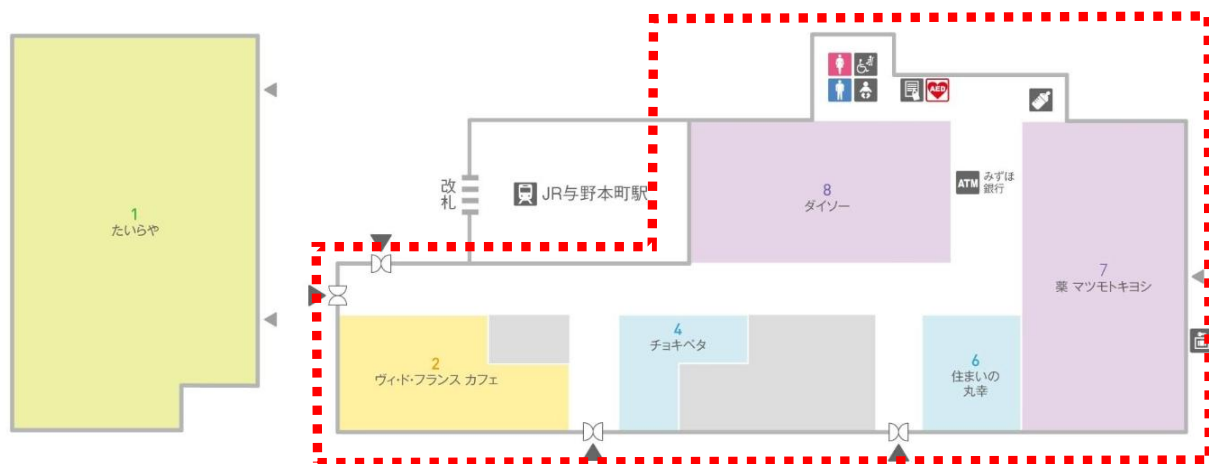 1
たいらや
改札
JR与野本町駅
8
ダイソー
AED
ATM
みずほ
銀行
7
薬 マツモトキヨシ
2
ヴィ・ド・フランス カフェ
4
チョキペタ
6
住まいの
丸幸